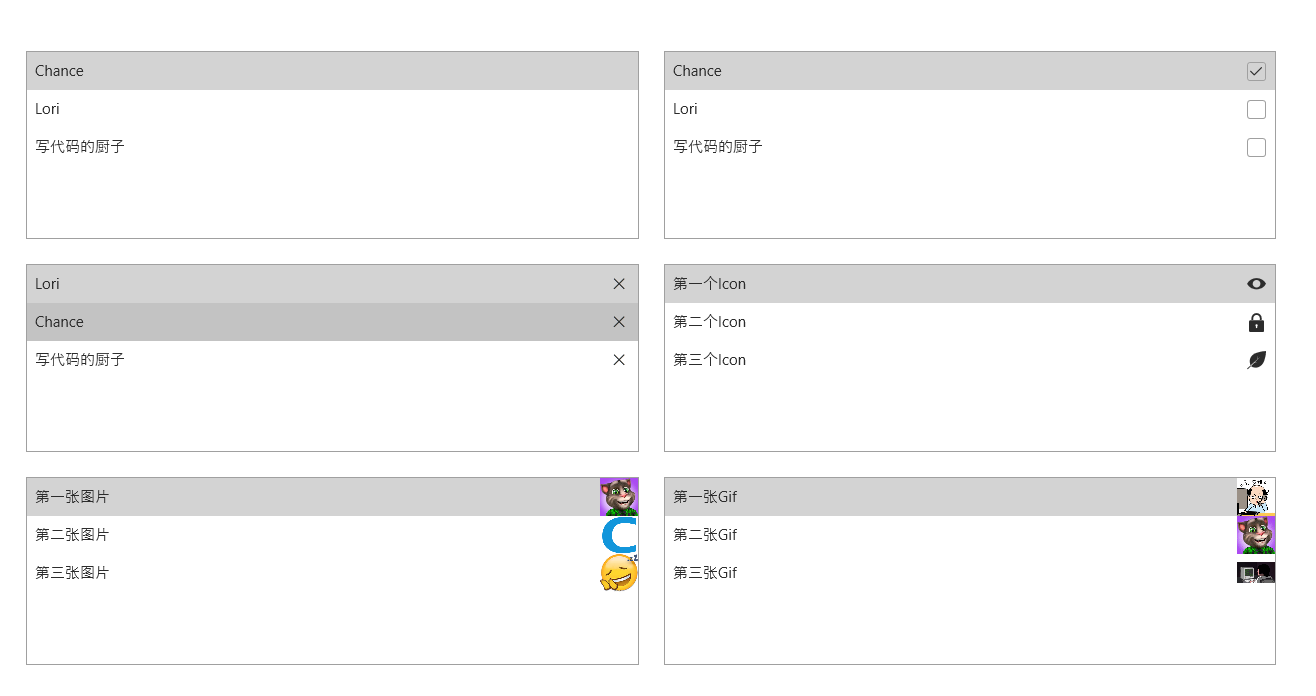 Chance
Lori
写代码的厨子
Chance
Lori
写代码的厨子
Lori
Chance
写代码的厨子
第一个Icon
第二个Icon
第三个Icon
第一张图片
第二张图片
第三张图片
第一张Gif
第二张Gif
第三张Gif